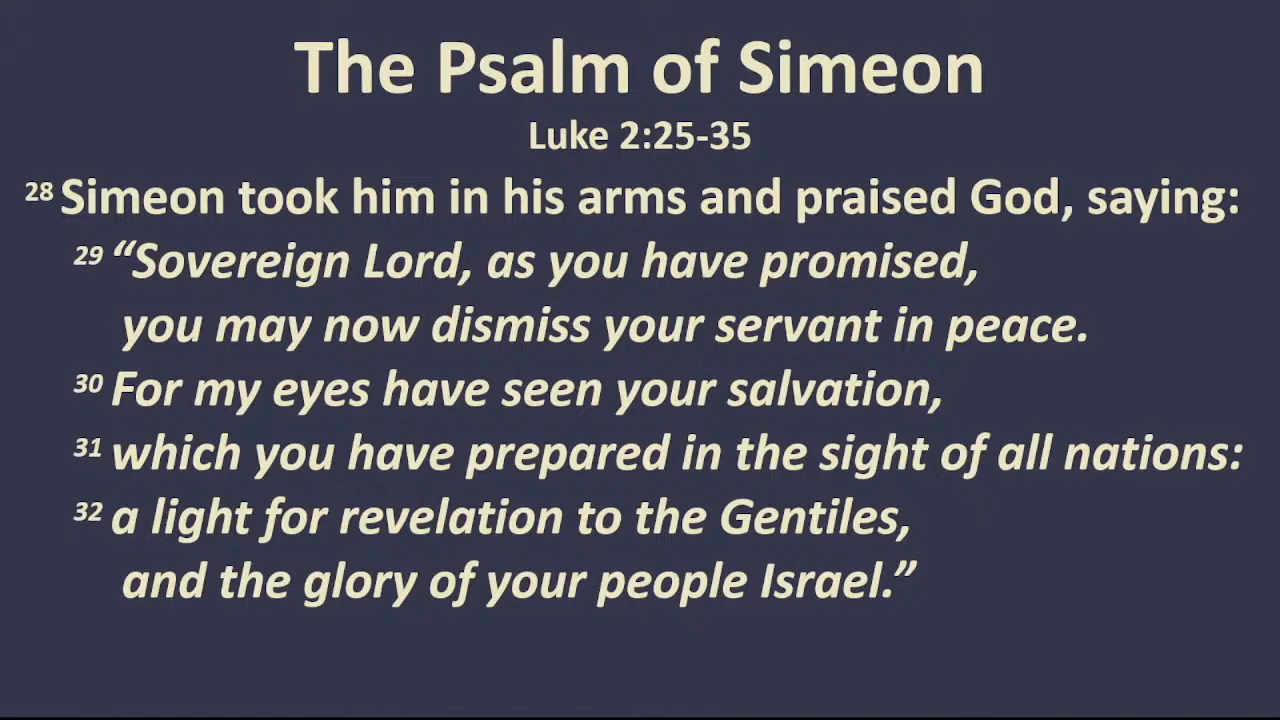 The Psalm of Simeon
Luke 2:25-35
28 Simeon took him in his arms and praised God, saying:
29 “Sovereign Lord, as you have promised,
you may now dismiss your servant in peace.
30 For my eyes have seen your salvation,
31 which you have prepared in the sight of all nations:
32 a light for revelation to the Gentiles,
and the glory of your people Israel.”